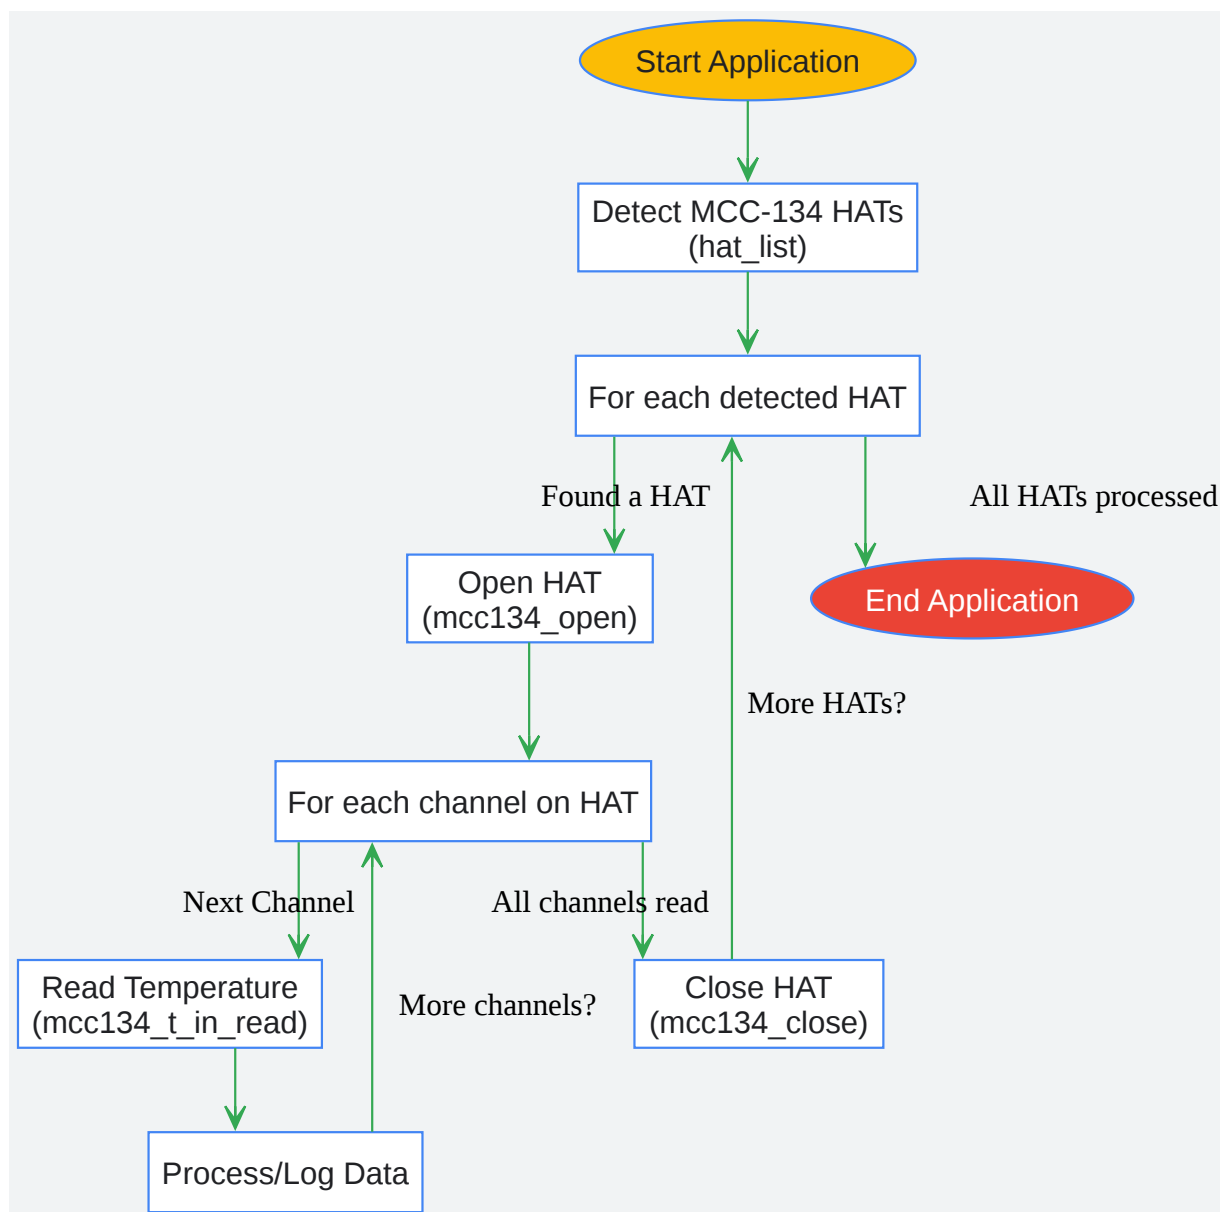 Start Application
Detect MCC-134 HATs
(hat_list)
For each detected HAT
Found a HAT
All HATs processed
Open HAT
(mcc134_open)
End Application
More HATs?
For each channel on HAT
Next Channel
All channels read
Read Temperature
(mcc134_t_in_read)
More channels?
Close HAT
(mcc134_close)
Process/Log Data